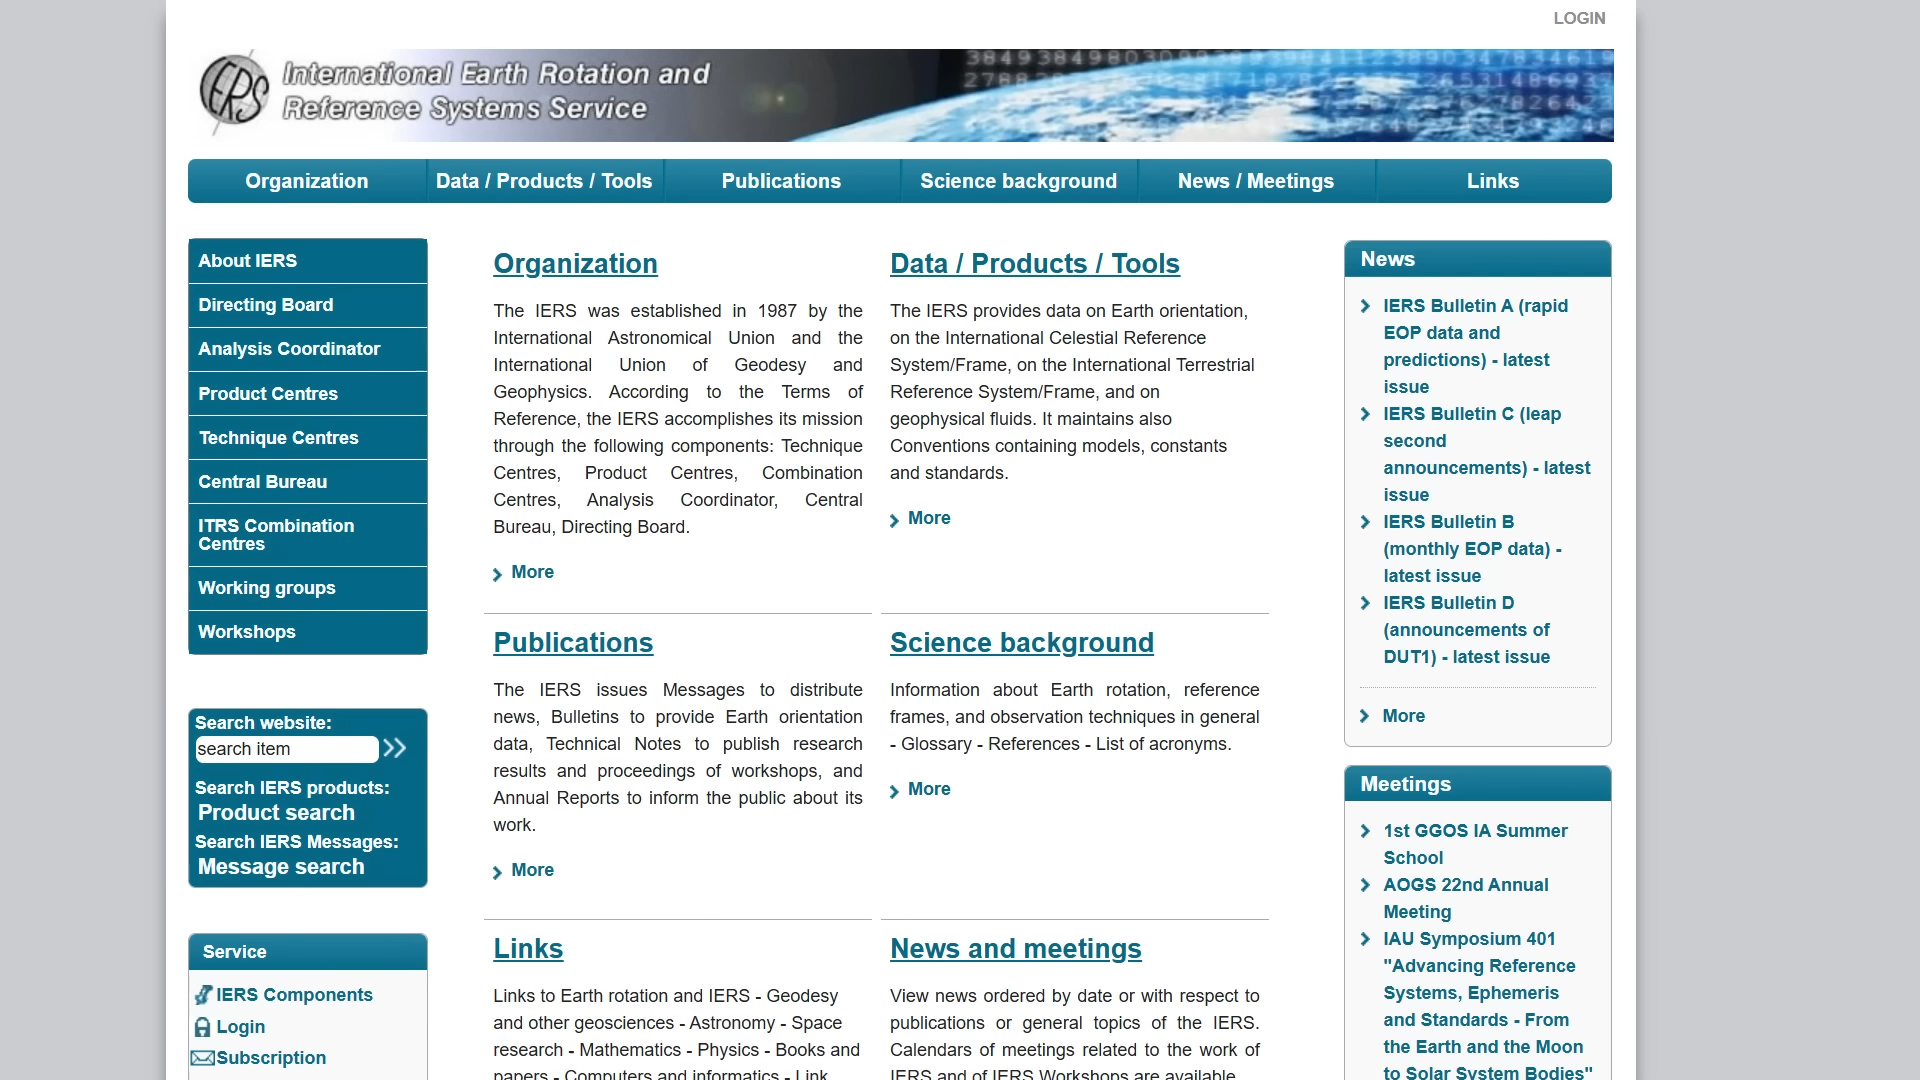 LOGIN
International Earth Rotation and
Reference Systems Service
Organization
Data / Products / Tools
Publications
Science background
News / Meetings
Links
About IERS
Directing Board
Analysis Coordinator
Product Centres
Technique Centres
Central Bureau
ITRS Combination
Centres
Working groups
Workshops
Search website:
search item
Search IERS products:
Product search
Search IERS Messages:
Message search
Service
IERS Components
Login
Subscription
Organization
The IERS was established in 1987 by the
International Astronomical Union and the
International Union of Geodesy and
Geophysics. According to the Terms of
Reference, the IERS accomplishes its mission
through the following components: Technique
Centres, Product Centres, Combination
Centres, Analysis Coordinator, Central
Bureau, Directing Board.
More
Data / Products / Tools
The IERS provides data on Earth orientation,
on the International Celestial Reference
System/Frame, on the International Terrestrial
Reference System/Frame, and on
geophysical fluids. It maintains also
Conventions containing models, constants
and standards.
More
Publications
The IERS issues Messages to distribute
news, Bulletins to provide Earth orientation
data, Technical Notes to publish research
results and proceedings of workshops, and
Annual Reports to inform the public about its
work.
More
Science background
Information about Earth rotation, reference
frames, and observation techniques in general
- Glossary - References - List of acronyms.
More
Links
Links to Earth rotation and IERS - Geodesy
and other geosciences - Astronomy - Space
research - Mathematics - Physics - Books and
papers - Computers and informatics - Link
News and meetings
View news ordered by date or with respect to
publications or general topics of the IERS.
Calendars of meetings related to the work of
IERS and of IERS Workshops are available
News
IERS Bulletin A (rapid
EOP data and
predictions) - latest
issue
IERS Bulletin C (leap
second
announcements) - latest
issue
IERS Bulletin B
(monthly EOP data) -
latest issue
IERS Bulletin D
(announcements of
DUT1) - latest issue
More
Meetings
1st GGOS IA Summer
School
AOGS 22nd Annual
Meeting
IAU Symposium 401
"Advancing Reference
Systems, Ephemeris
and Standards - From
the Earth and the Moon
to Solar System Bodies"